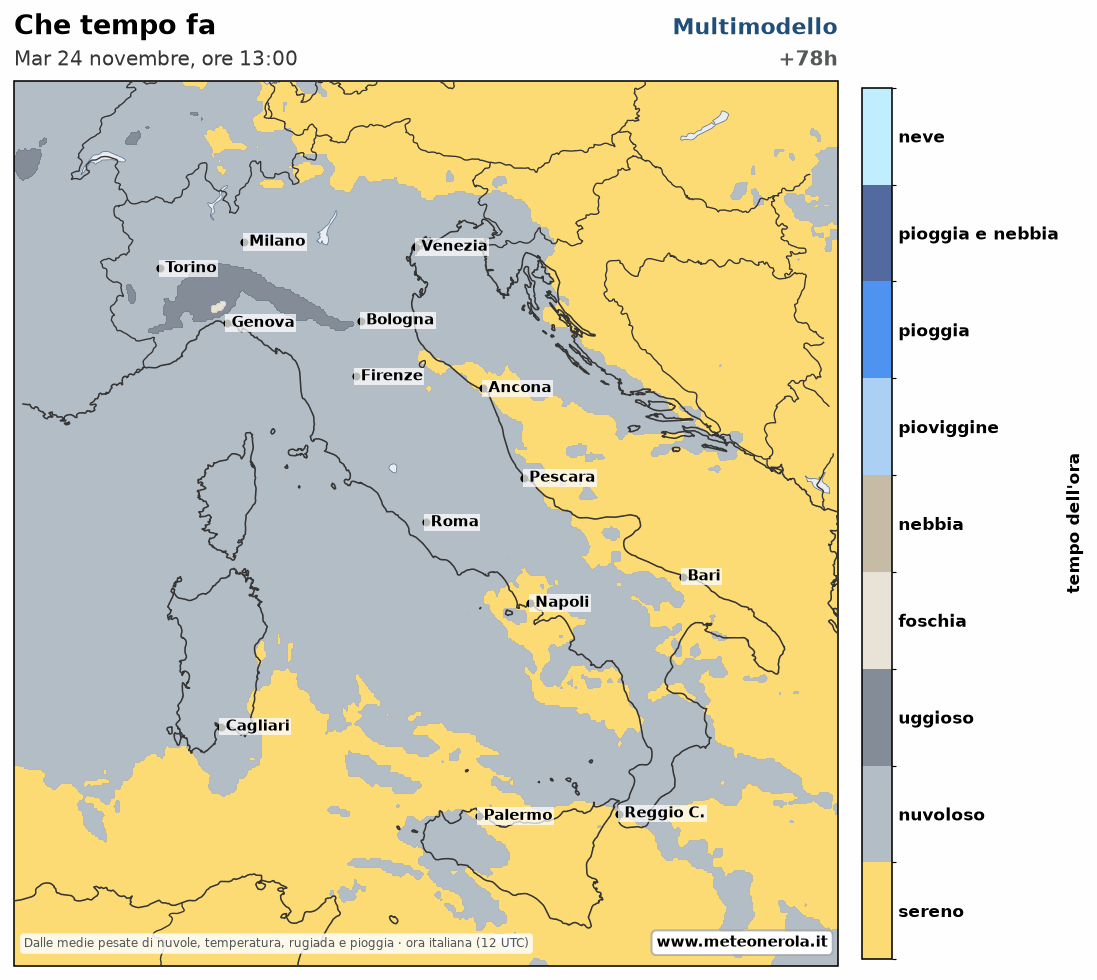 Che tempo fa
Multimodello
Mar 24 novembre, ore 13:00
+78h
neve
pioggia e nebbia
pioggia
pioviggine
nebbia
foschia
uggioso
nuvoloso
sereno
tempo dell'ora
Milano
Venezia
Torino
Genova
Bologna
Firenze
Ancona
Pescara
Roma
Bari
Napoli
Cagliari
Palermo
Reggio C.
Dalle medie pesate di nuvole, temperatura, rugiada e pioggia · ora italiana (12 UTC)
www.meteonerola.it